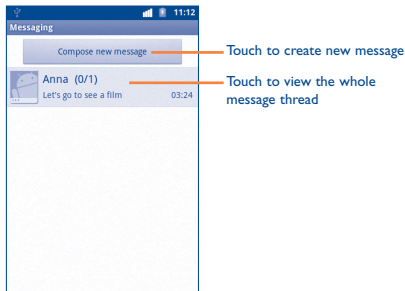 11:12
Messaging
Compose new message
Touch to create new message
Anna (0/1)
Let's go to see a film 03:24
Touch to view the whole
message thread